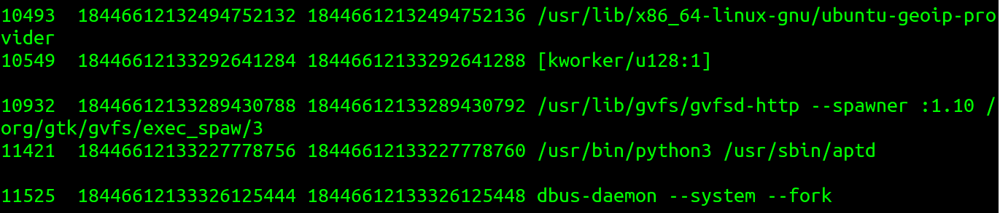 10493  18446612132494752132 18446612132494752136 /usr/lib/x86_64-linux-gnu/ubuntu-geoip-pro
vider
10549  18446612133292641284 18446612133292641288 [kworker/u128:1]
10932  18446612133289430788 18446612133289430792 /usr/lib/gvfs/gvfsd-http --spawner :1.10 /
org/gtk/gvfs/exec_spaw/3
11421  18446612133227778756 18446612133227778760 /usr/bin/python3 /usr/sbin/aptd
11525  18446612133326125444 18446612133326125448 dbus-daemon --system --fork